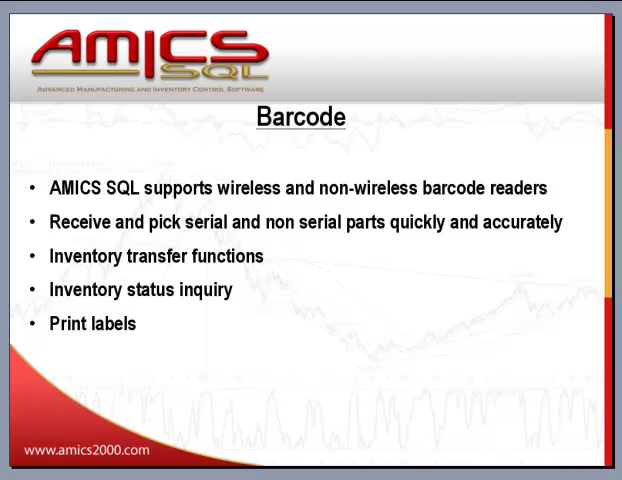 AMICS
SQL
ADVANCED MANUFACTURING AND INVENTORY CONTROL SOFTWARE
Barcode
• AMICS SQL supports wireless and non-wireless barcode readers
• Receive and pick serial and non serial parts quickly and accurately
• Inventory transfer functions
• Inventory status inquiry
• Print labels
www.amics2000.com